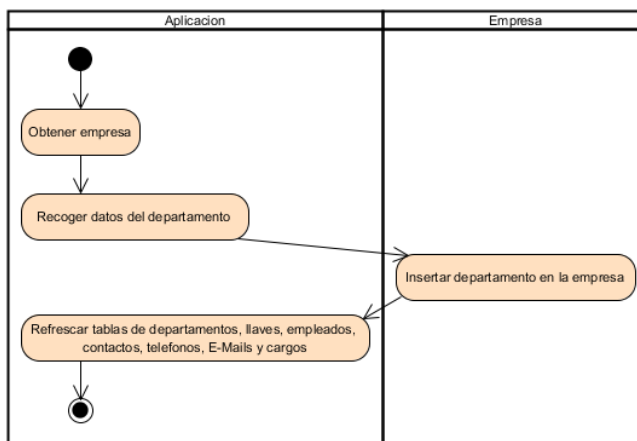 Aplicacion
Empresa
Obtener empresa
Recoger datos del departamento
Insertar departamento en la empresa
Refrescar tablas de departamentos, llaves, empleados,
contactos, telefonos, E-Mails y cargos